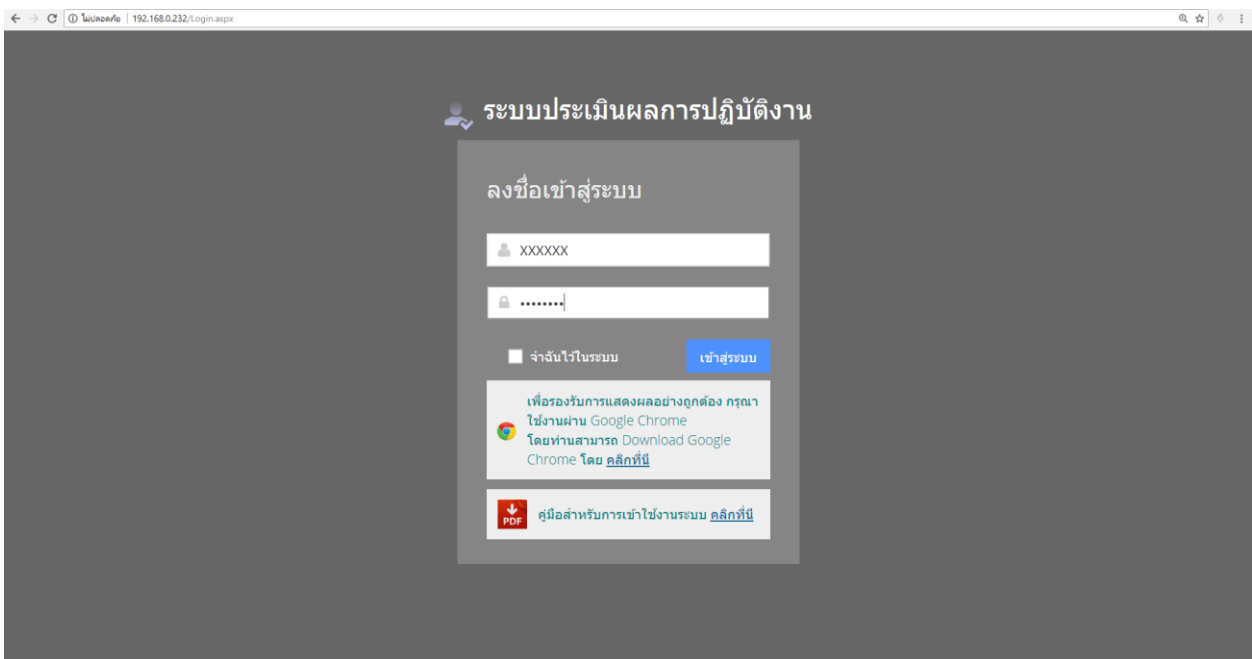 ไม่ปลอดภัย | 192.168.0.232/Login.aspx
ระบบประเมินผลการปฏิบัติงาน
ลงชื่อเข้าสู่ระบบ
XXXXXX
••••••••
จำฉันไว้ในระบบ
เข้าสู่ระบบ
เพื่อรองรับการแสดงผลอย่างถูกต้อง กรุณา
ใช้งานผ่าน Google Chrome
โดยท่านสามารถ Download Google
Chrome โดย คลิกที่นี่
PDF
คู่มือสำหรับการเข้าใช้งานระบบ คลิกที่นี่